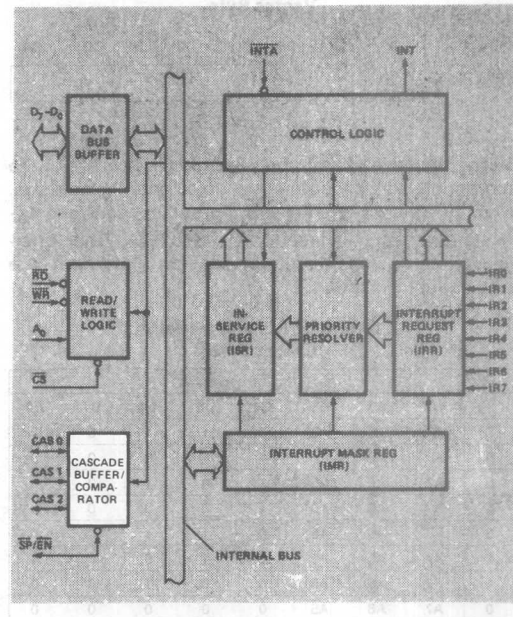 INTA
INT
D7-D0
DATA
BUS
BUFFER
CONTROL LOGIC
RD
WR
READ/
WRITE
LOGIC
A0
CS
IN-
SERVICE
REG
(ISR)
PRIORITY
RESOLVER
INTERRUPT
REQUEST
REG
(IRR)
IR0
IR1
IR2
IR3
IR4
IR5
IR6
IR7
CAS 0
CAS 1
CAS 2
CASCADE
BUFFER/
COMPA-
RATOR
INTERRUPT MASK REG
(IMR)
SP/EN
INTERNAL BUS